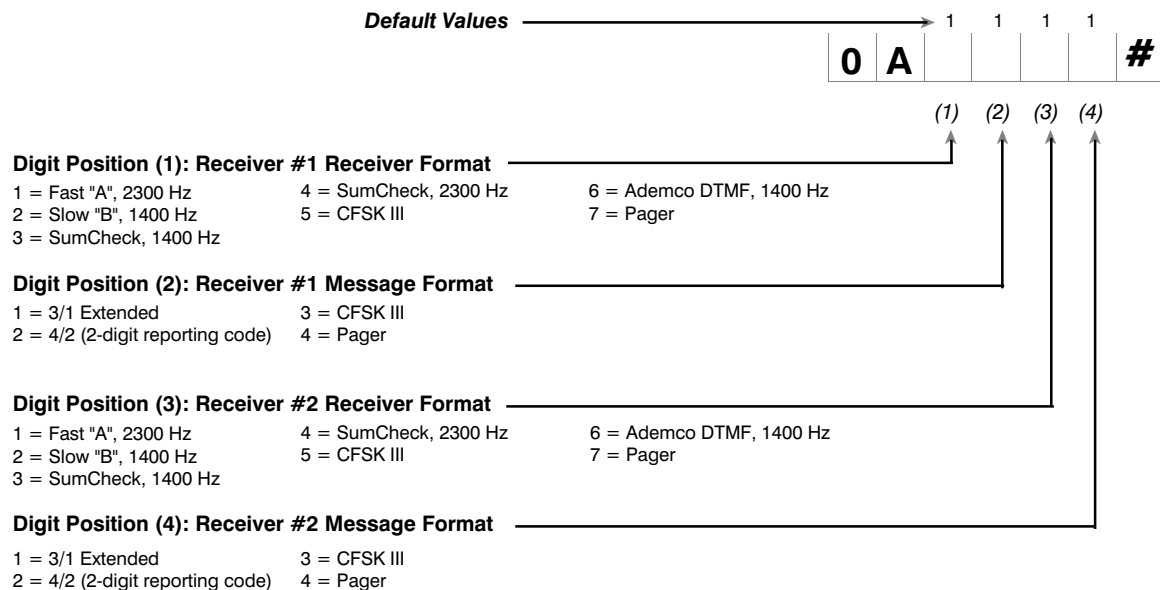 Default Values 1 1 1 1
0 A #
(1) (2) (3) (4)
Digit Position (1): Receiver #1 Receiver Format
1 = Fast "A", 2300 Hz 4 = SumCheck, 2300 Hz 6 = Ademco DTMF, 1400 Hz
2 = Slow "B", 1400 Hz 5 = CFSK III 7 = Pager
3 = SumCheck, 1400 Hz
Digit Position (2): Receiver #1 Message Format
1 = 3/1 Extended 3 = CFSK III
2 = 4/2 (2-digit reporting code) 4 = Pager
Digit Position (3): Receiver #2 Receiver Format
1 = Fast "A", 2300 Hz 4 = SumCheck, 2300 Hz 6 = Ademco DTMF, 1400 Hz
2 = Slow "B", 1400 Hz 5 = CFSK III 7 = Pager
3 = SumCheck, 1400 Hz
Digit Position (4): Receiver #2 Message Format
1 = 3/1 Extended 3 = CFSK III
2 = 4/2 (2-digit reporting code) 4 = Pager